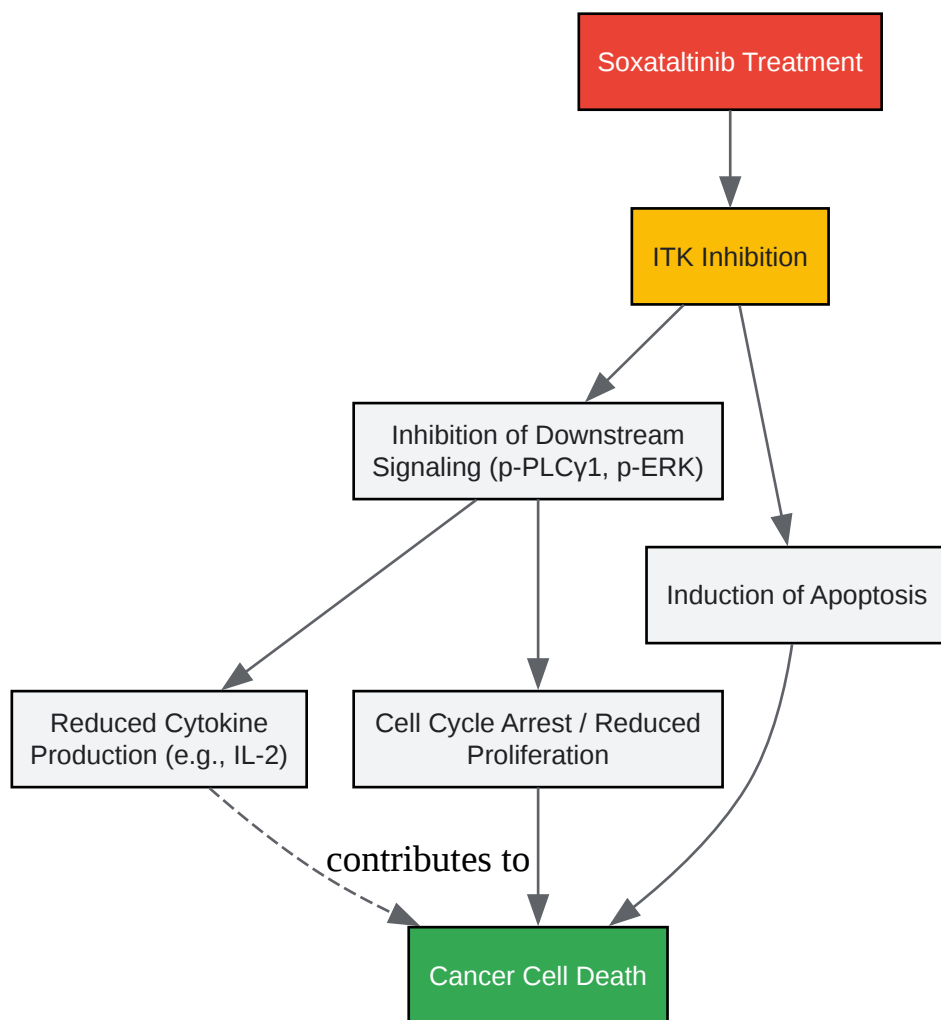 Soxataltinib Treatment
ITK Inhibition
Inhibition of Downstream
Signaling (p-PLCγ1, p-ERK)
Induction of Apoptosis
Reduced Cytokine
Production (e.g., IL-2)
Cell Cycle Arrest / Reduced
Proliferation
contributes to
Cancer Cell Death